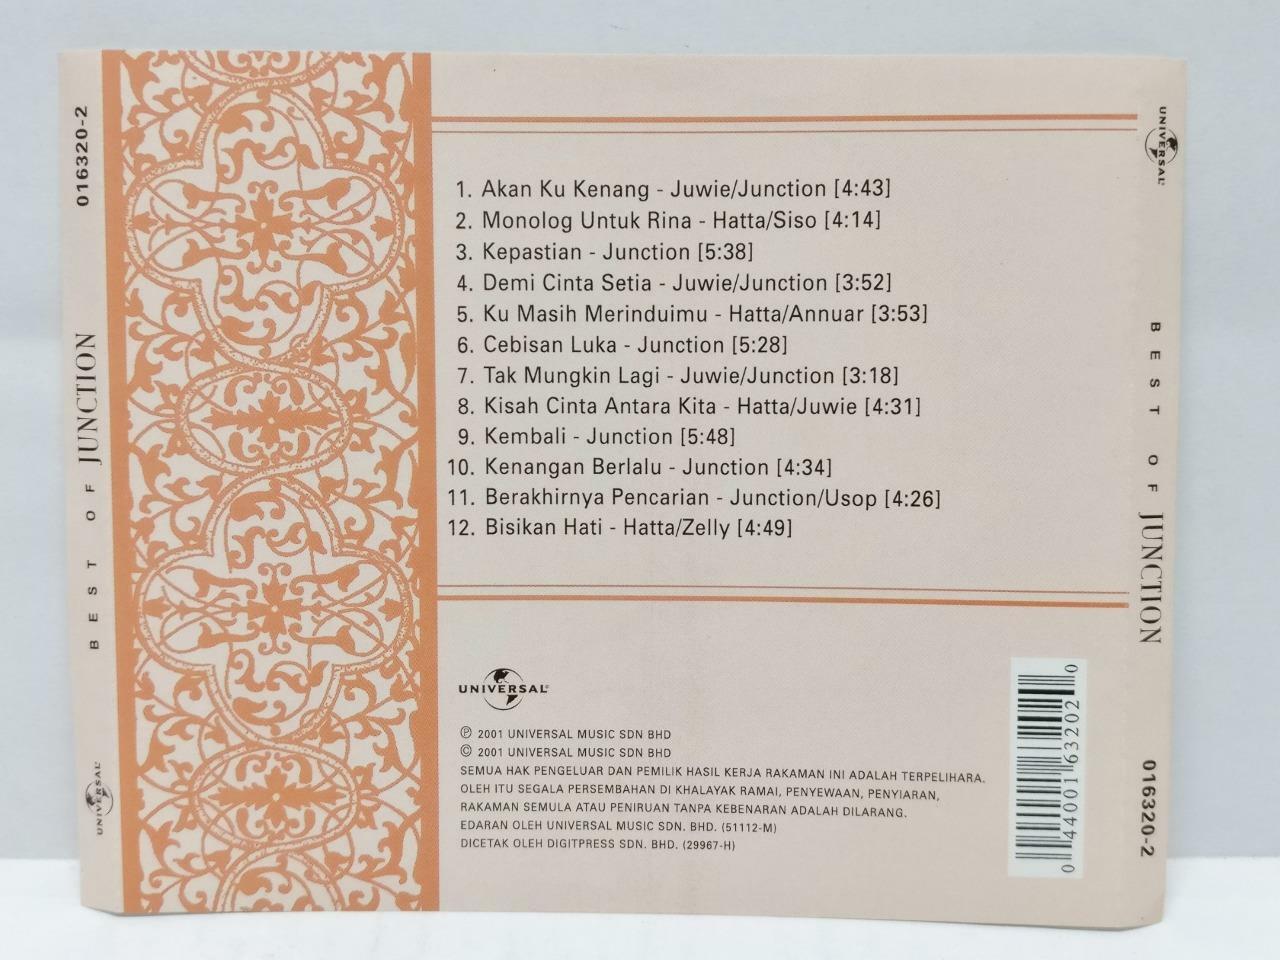 016320-2
BEST OF JUNCTION
UNIVERSAL
1. Akan Ku Kenang - Juwie/Junction [4:43]
2. Monolog Untuk Rina - Hatta/Siso [4:14]
3. Kepastian - Junction [5:38]
4. Demi Cinta Setia - Juwie/Junction [3:52]
5. Ku Masih Merinduimu - Hatta/Annuar [3:53]
6. Cebisan Luka - Junction [5:28]
7. Tak Mungkin Lagi - Juwie/Junction [3:18]
8. Kisah Cinta Antara Kita - Hatta/Juwie [4:31]
9. Kembali - Junction [5:48]
10. Kenangan Berlalu - Junction [4:34]
11. Berakhirnya Pencarian - Junction/Usop [4:26]
12. Bisikan Hati - Hatta/Zelly [4:49]
UNIVERSAL
℗ 2001 UNIVERSAL MUSIC SDN BHD
© 2001 UNIVERSAL MUSIC SDN BHD
SEMUA HAK PENGELUAR DAN PEMILIK HASIL KERJA RAKAMAN INI ADALAH TERPELIHARA.
OLEH ITU SEGALA PERSEMBAHAN DI KHALAYAK RAMAI, PENYEWAAN, PENYIARAN,
RAKAMAN SEMULA ATAU PENIRUAN TANPA KEBENARAN ADALAH DILARANG.
EDARAN OLEH UNIVERSAL MUSIC SDN. BHD. (51112-M)
DICETAK OLEH DIGITPRESS SDN. BHD. (29967-H)
0 44001 63202 0
UNIVERSAL
BEST OF JUNCTION
016320-2